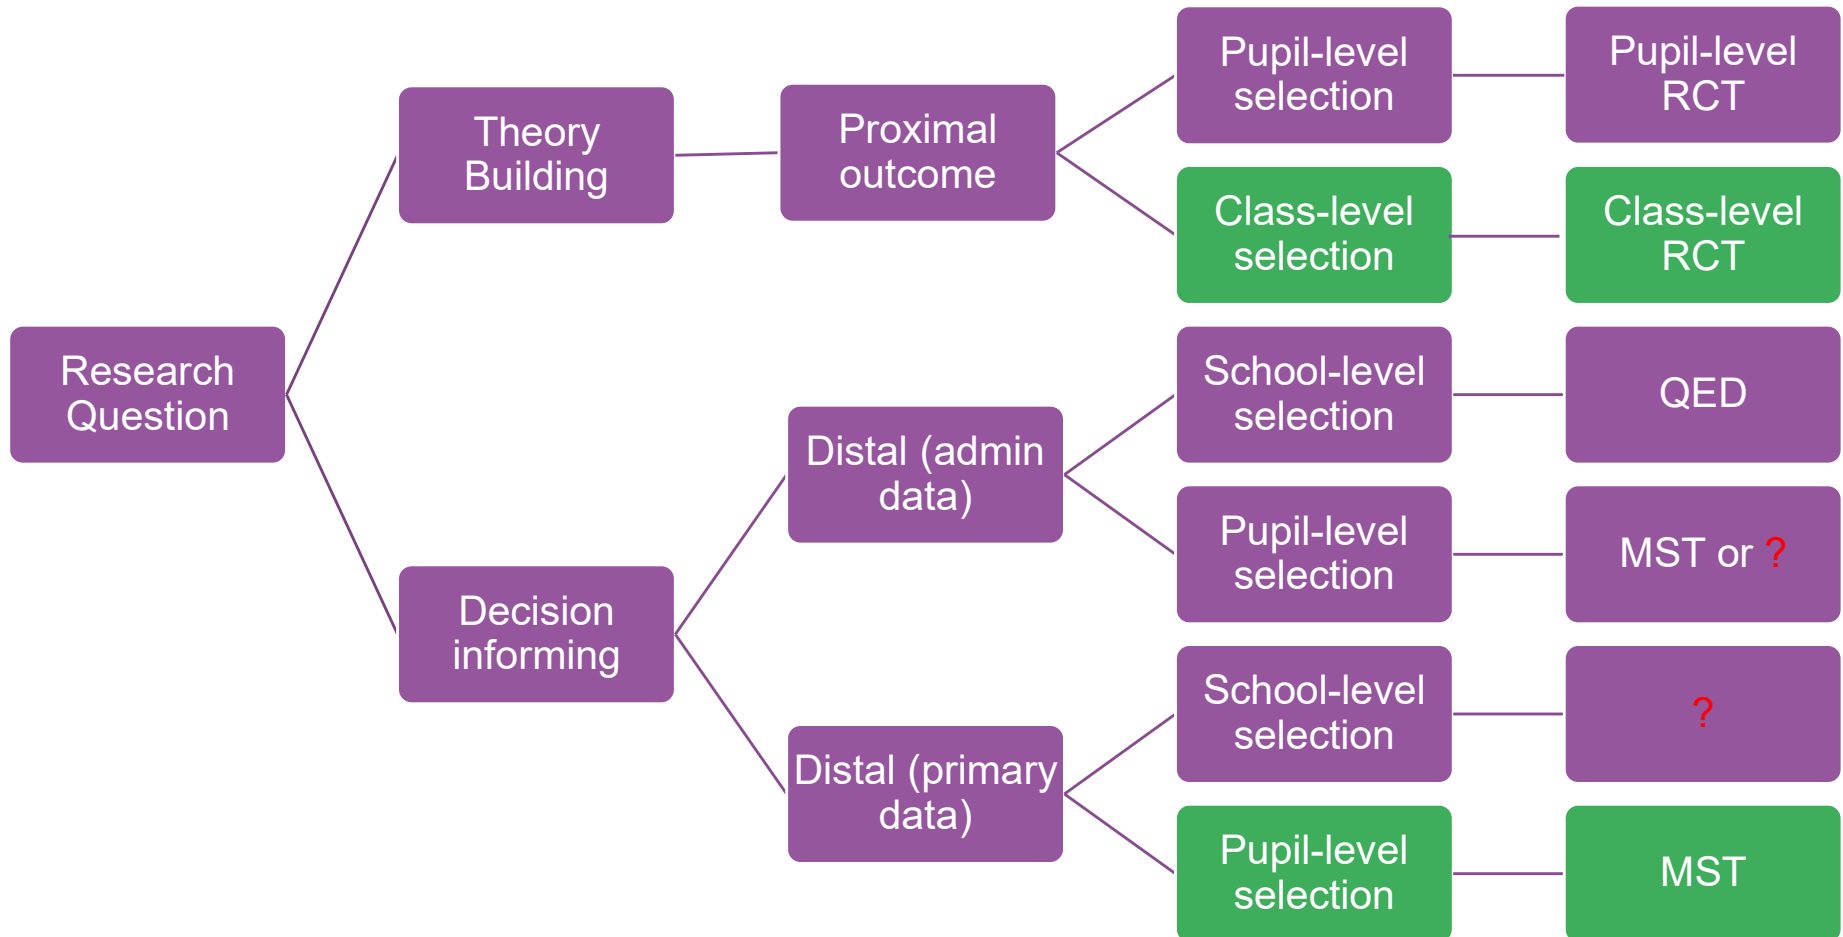 Research
Question
Theory
Building
Decision
informing
Proximal
outcome
Distal (admin
data)
Distal (primary
data)
Pupil-level
selection
Class-level
selection
School-level
selection
Pupil-level
selection
School-level
selection
Pupil-level
selection
Pupil-level
RCT
Class-level
RCT
QED
MST or ?
?
MST